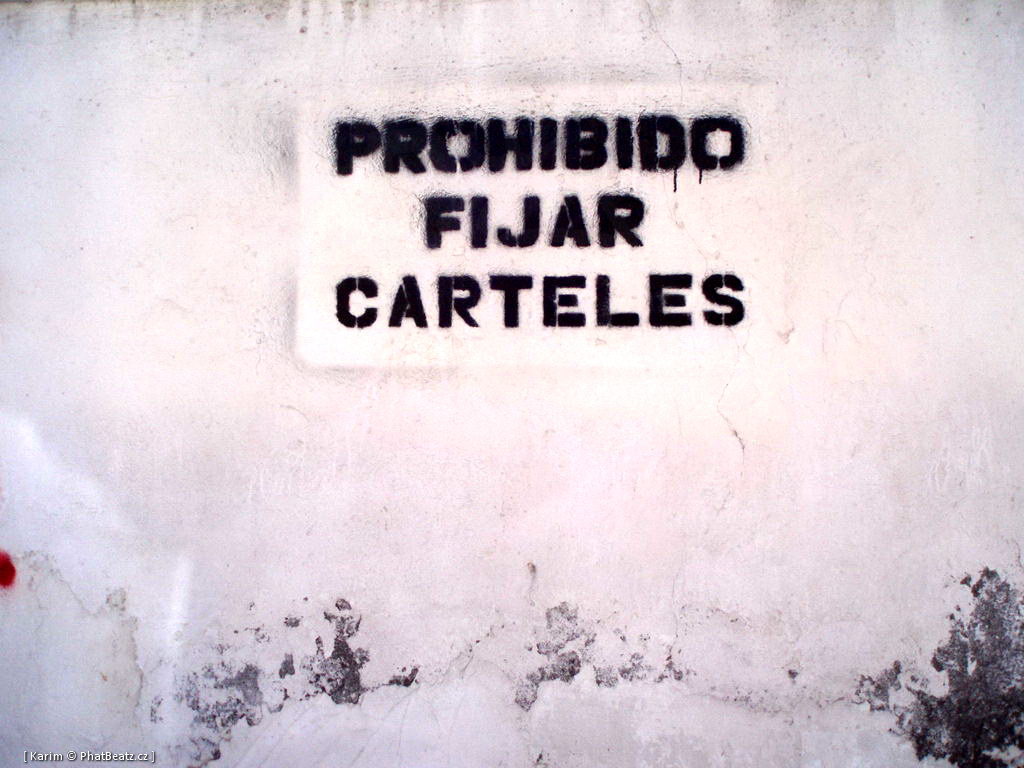 PROHIBIDO
FIJAR
CARTELES
[ Karim © PhatBeatz.cz ]